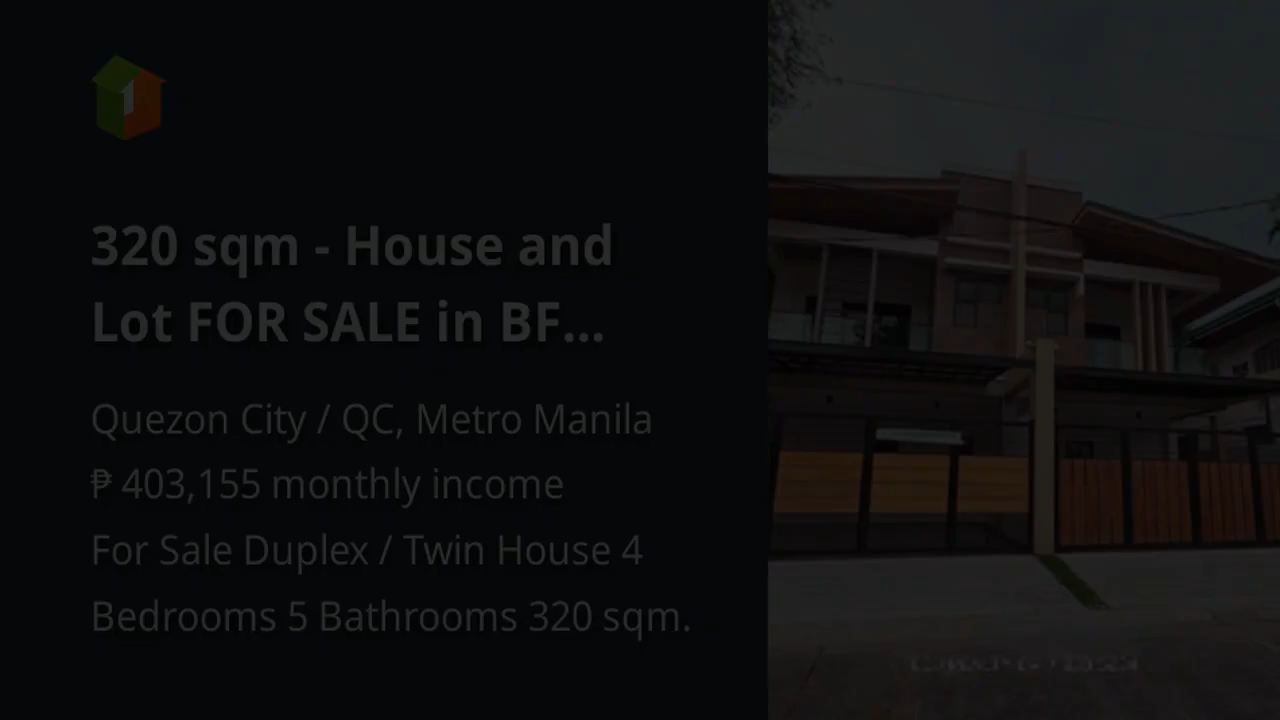 320 sqm - House and
Lot FOR SALE in BF...
Quezon City / QC, Metro Manila
₱ 403,155 monthly income
For Sale Duplex / Twin House 4
Bedrooms 5 Bathrooms 320 sqm.